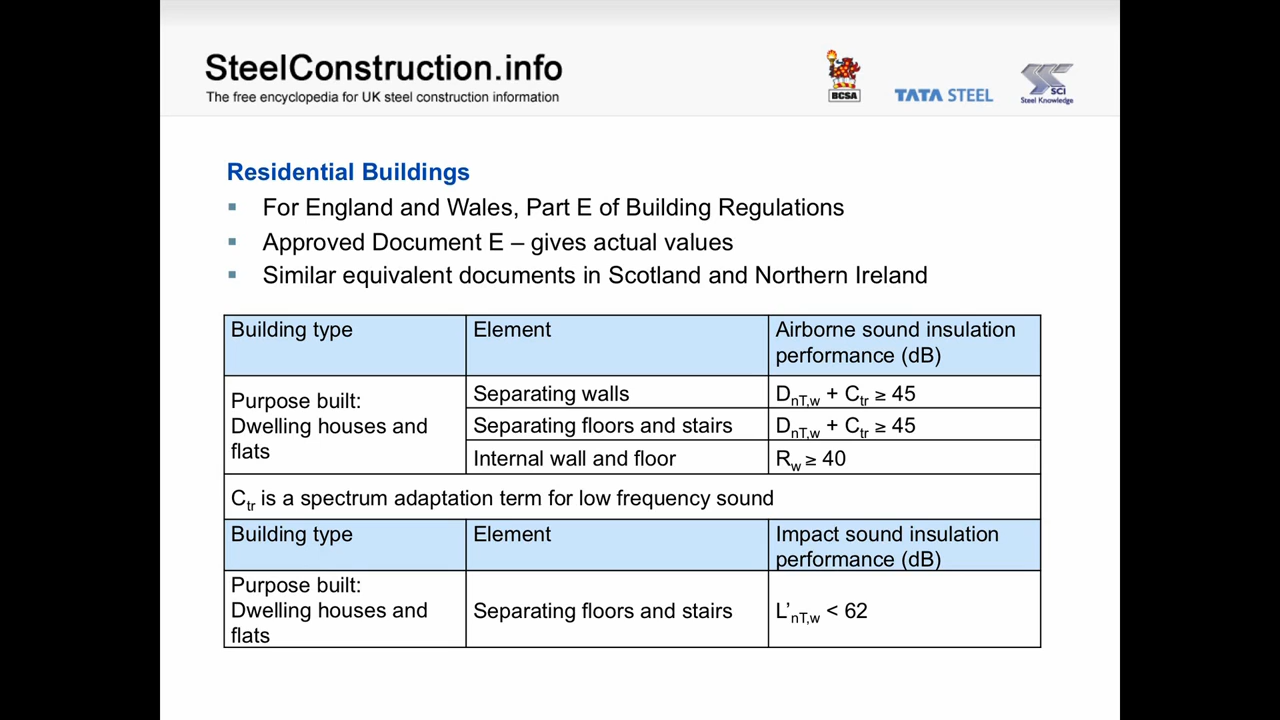 SteelConstruction.info
The free encyclopedia for UK steel construction information
BCSA
TATA STEEL
SCI
Steel Knowledge
Residential Buildings
▪ For England and Wales, Part E of Building Regulations
▪ Approved Document E – gives actual values
▪ Similar equivalent documents in Scotland and Northern Ireland
Building type
Element
Airborne sound insulation
performance (dB)
Purpose built:
Dwelling houses and
flats
Separating walls
DnT,w + Ctr ≥ 45
Separating floors and stairs
DnT,w + Ctr ≥ 45
Internal wall and floor
Rw ≥ 40
Ctr is a spectrum adaptation term for low frequency sound
Building type
Element
Impact sound insulation
performance (dB)
Purpose built:
Dwelling houses and
flats
Separating floors and stairs
L’nT,w < 62